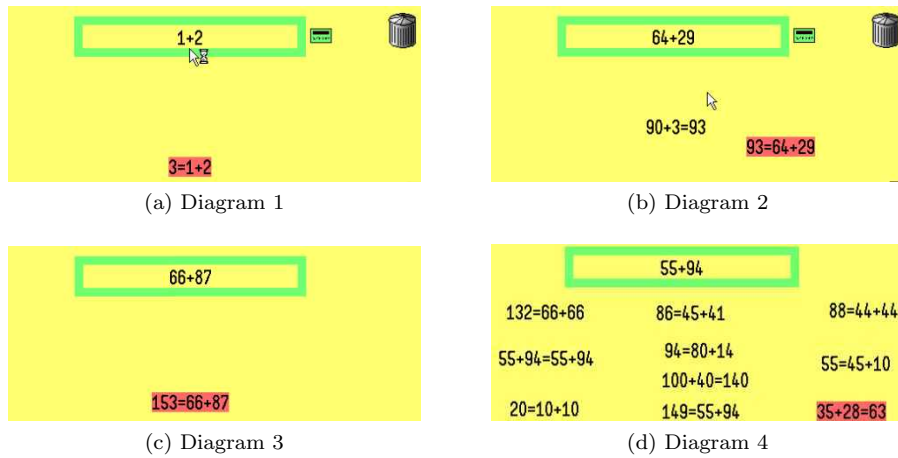 1+2
3=1+2
(a) Diagram 1
64+29
90+3=93
93=64+29
(b) Diagram 2
66+87
153=66+87
(c) Diagram 3
55+94
132=66+66 86=45+41 88=44+44
55+94=55+94 94=80+14 55=45+10
100+40=140
20=10+10 149=55+94 35+28=63
(d) Diagram 4